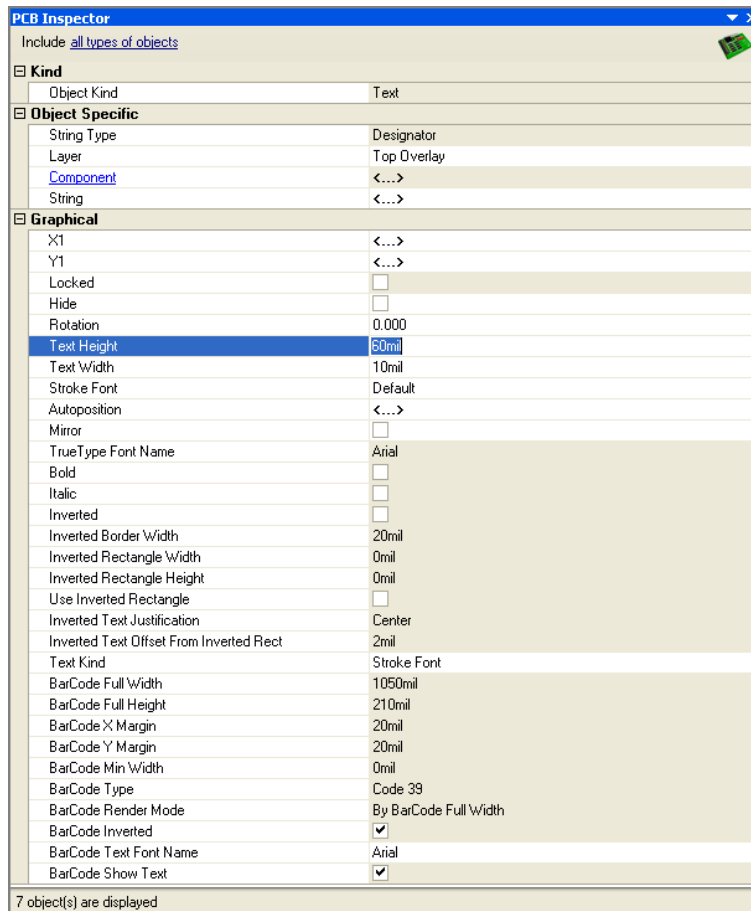 PCB Inspector
Include all types of objects
Kind
Object Kind Text
Object Specific
String Type Designator
Layer Top Overlay
Component <...>
String <...>
Graphical
X1 <...>
Y1 <...>
Locked
Hide
Rotation 0.000
Text Height 60mil
Text Width 10mil
Stroke Font Default
Autoposition <...>
Mirror
TrueType Font Name Arial
Bold
Italic
Inverted
Inverted Border Width 20mil
Inverted Rectangle Width 0mil
Inverted Rectangle Height 0mil
Use Inverted Rectangle
Inverted Text Justification Center
Inverted Text Offset From Inverted Rect 2mil
Text Kind Stroke Font
BarCode Full Width 1050mil
BarCode Full Height 210mil
BarCode X Margin 20mil
BarCode Y Margin 20mil
BarCode Min Width 0mil
BarCode Type Code 39
BarCode Render Mode By BarCode Full Width
BarCode Inverted
BarCode Text Font Name Arial
BarCode Show Text
7 object(s) are displayed